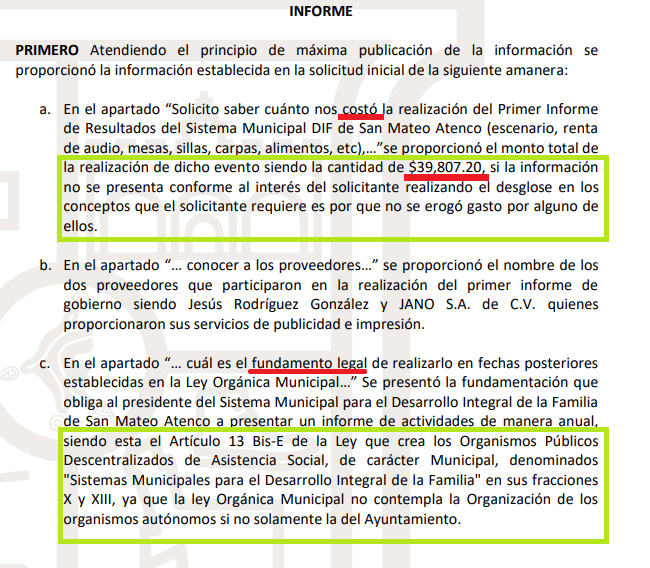 INFORME
PRIMERO Atendiendo el principio de máxima publicación de la información se
proporcionó la información establecida en la solicitud inicial de la siguiente amanera:
a. En el apartado “Solicito saber cuánto nos costó la realización del Primer Informe
de Resultados del Sistema Municipal DIF de San Mateo Atenco (escenario, renta
de audio, mesas, sillas, carpas, alimentos, etc),...”se proporcionó el monto total de
la realización de dicho evento siendo la cantidad de $39,807.20, si la información
no se presenta conforme al interés del solicitante realizando el desglose en los
conceptos que el solicitante requiere es por que no se erogó gasto por alguno de
ellos.
b. En el apartado “... conocer a los proveedores...” se proporcionó el nombre de los
dos proveedores que participaron en la realización del primer informe de
gobierno siendo Jesús Rodríguez González y JANO S.A. de C.V. quienes
proporcionaron sus servicios de publicidad e impresión.
c. En el apartado “... cuál es el fundamento legal de realizarlo en fechas posteriores
establecidas en la Ley Orgánica Municipal...” Se presentó la fundamentación que
obliga al presidente del Sistema Municipal para el Desarrollo Integral de la Familia
de San Mateo Atenco a presentar un informe de actividades de manera anual,
siendo esta el Artículo 13 Bis-E de la Ley que crea los Organismos Públicos
Descentralizados de Asistencia Social, de carácter Municipal, denominados
"Sistemas Municipales para el Desarrollo Integral de la Familia" en sus fracciones
X y XIII, ya que la ley Orgánica Municipal no contempla la Organización de los
organismos autónomos si no solamente la del Ayuntamiento.